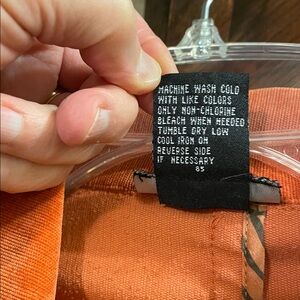 MACHINE WASH COLD
WITH LIKE COLORS
ONLY NON-CHLORINE
BLEACH WHEN NEEDED
TUMBLE DRY LOW
COOL IRON ON
REVERSE SIDE
IF NECESSARY
85